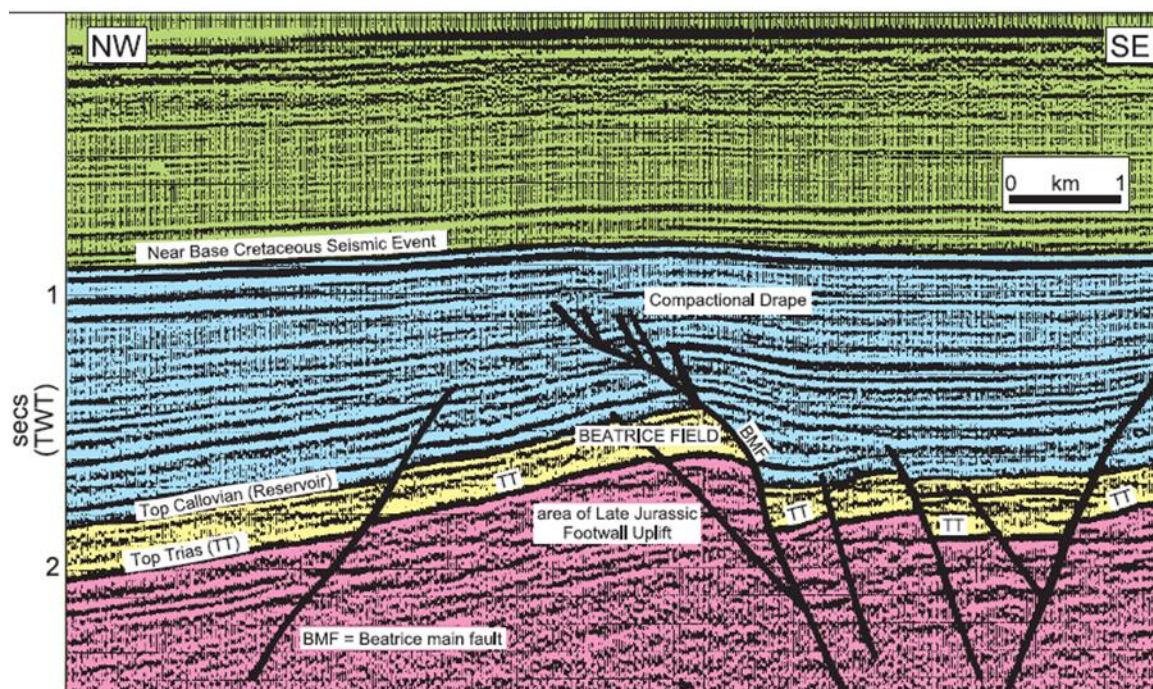 NW
SE
0 km 1
Near Base Cretaceous Seismic Event
1
Compactional Drape
secs
(TWT)
BEATRICE FIELD
BMF
Top Callovian (Reservoir)
TT
TT
TT
TT
area of Late Jurassic
Footwall Uplift
Top Trias (TT)
2
BMF = Beatrice main fault